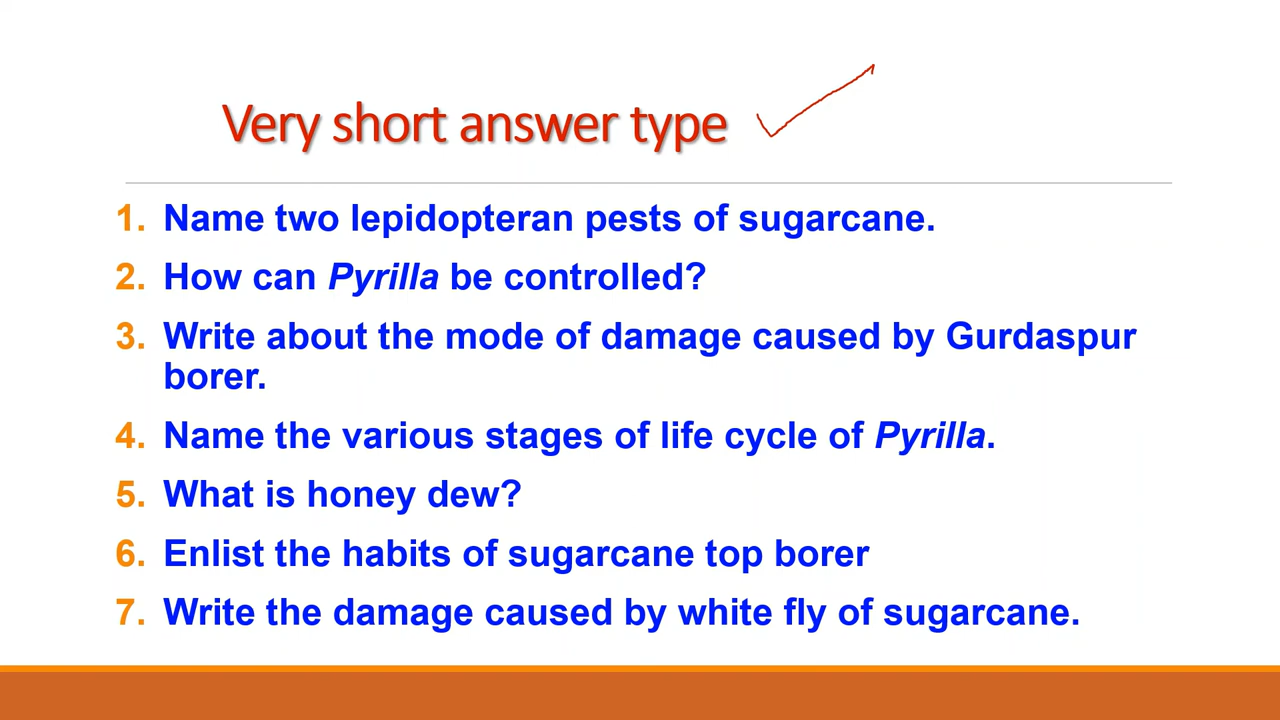 Very short answer type
1. Name two lepidopteran pests of sugarcane.
2. How can Pyrilla be controlled?
3. Write about the mode of damage caused by Gurdaspur
borer.
4. Name the various stages of life cycle of Pyrilla.
5. What is honey dew?
6. Enlist the habits of sugarcane top borer
7. Write the damage caused by white fly of sugarcane.